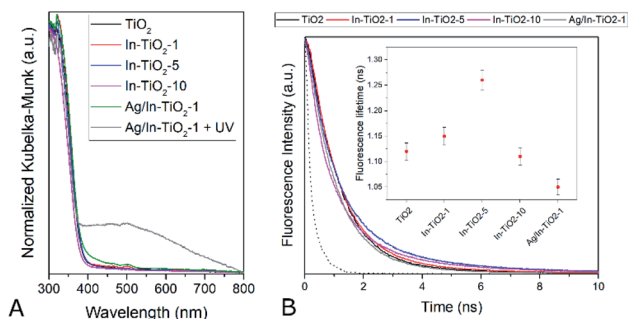 TiO2
In-TiO2-1
In-TiO2-5
In-TiO2-10
Ag/In-TiO2-1
Ag/In-TiO2-1 + UV
Normalized Kubelka-Munk
300 400 500 600 700 800
Wavelength (nm)
A
TiO2 In-TiO2-1 In-TiO2-5 In-TiO2-10 Ag/In-TiO2-1
Fluorescence Intensity (a.u.)
Fluorescence lifetime (ns)
1.30
1.25
1.20
1.15
1.10
1.05
TiO2 In-TiO2-1 In-TiO2-5 In-TiO2-10 Ag/In-TiO2-1
0 2 4 6 8 10
Time (ns)
B